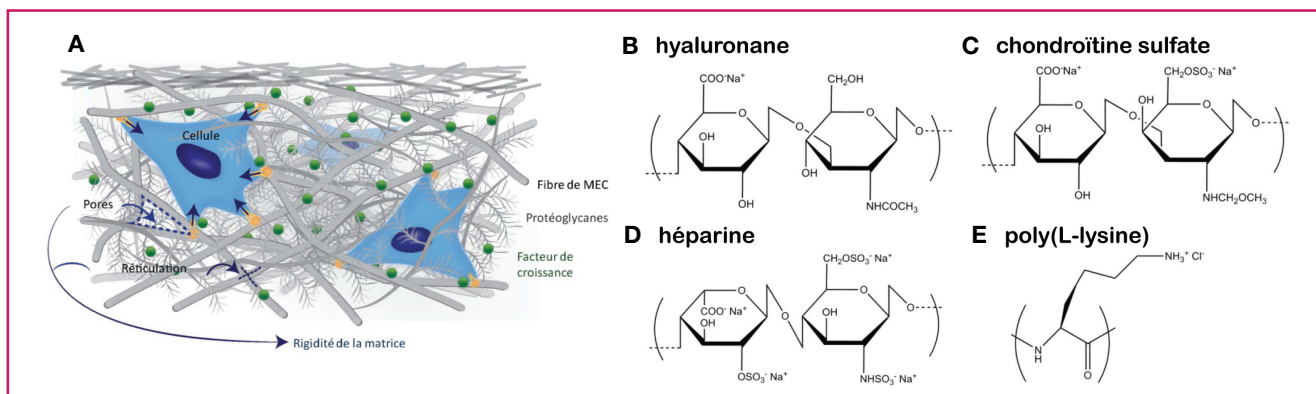 A
Cellule
Pores
Réticulation
Fibre de MEC
Protéoglycanes
Facteur de
croissance
Rigidité de la matrice
B hyaluronane
COO⁻Na⁺
O
OH
OH
O
CH₂OH
O
HO
NHCOCH₃
O
C chondroïtine sulfate
COO⁻Na⁺
O
OH
OH
O
CH₂OSO₃⁻ Na⁺
OH
O
NHCH₂OCH₃
O
D héparine
O
COO⁻ Na⁺
OH
OSO₃⁻ Na⁺
O
CH₂OSO₃⁻ Na⁺
O
OH
NHSO₃⁻ Na⁺
O
E poly(L-lysine)
NH₃⁺ Cl⁻
N
H
O